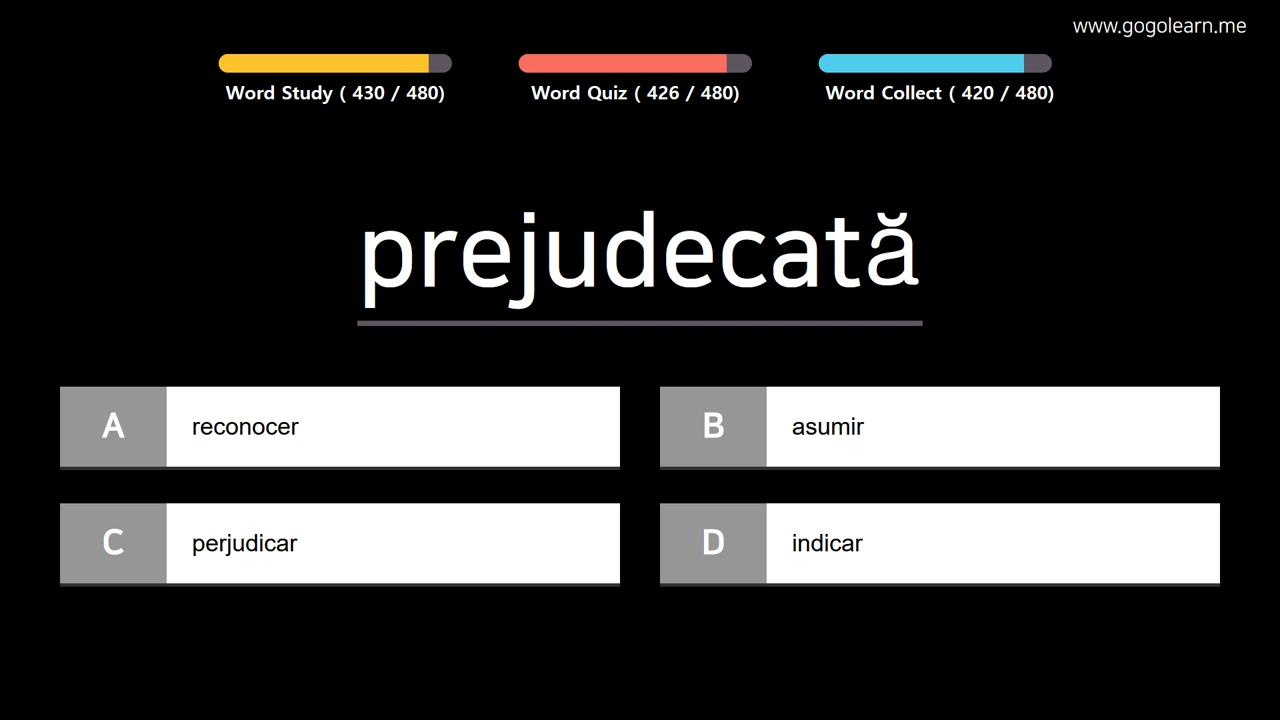 www.gogolearn.me
Word Study ( 430 / 480)
Word Quiz ( 426 / 480)
Word Collect ( 420 / 480)
prejudecată
A reconocer
B asumir
C perjudicar
D indicar